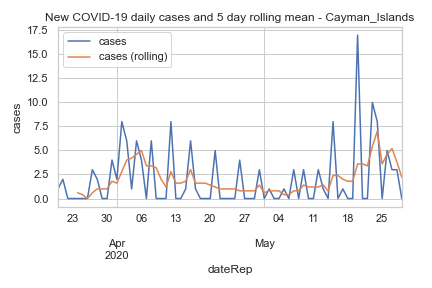 New COVID-19 daily cases and 5 day rolling mean - Cayman_Islands
17.5
15.0
12.5
10.0
7.5
5.0
2.5
0.0
cases
cases
cases (rolling)
23 30 06 13 20 27 04 11 18 25
Apr May
2020
dateRep